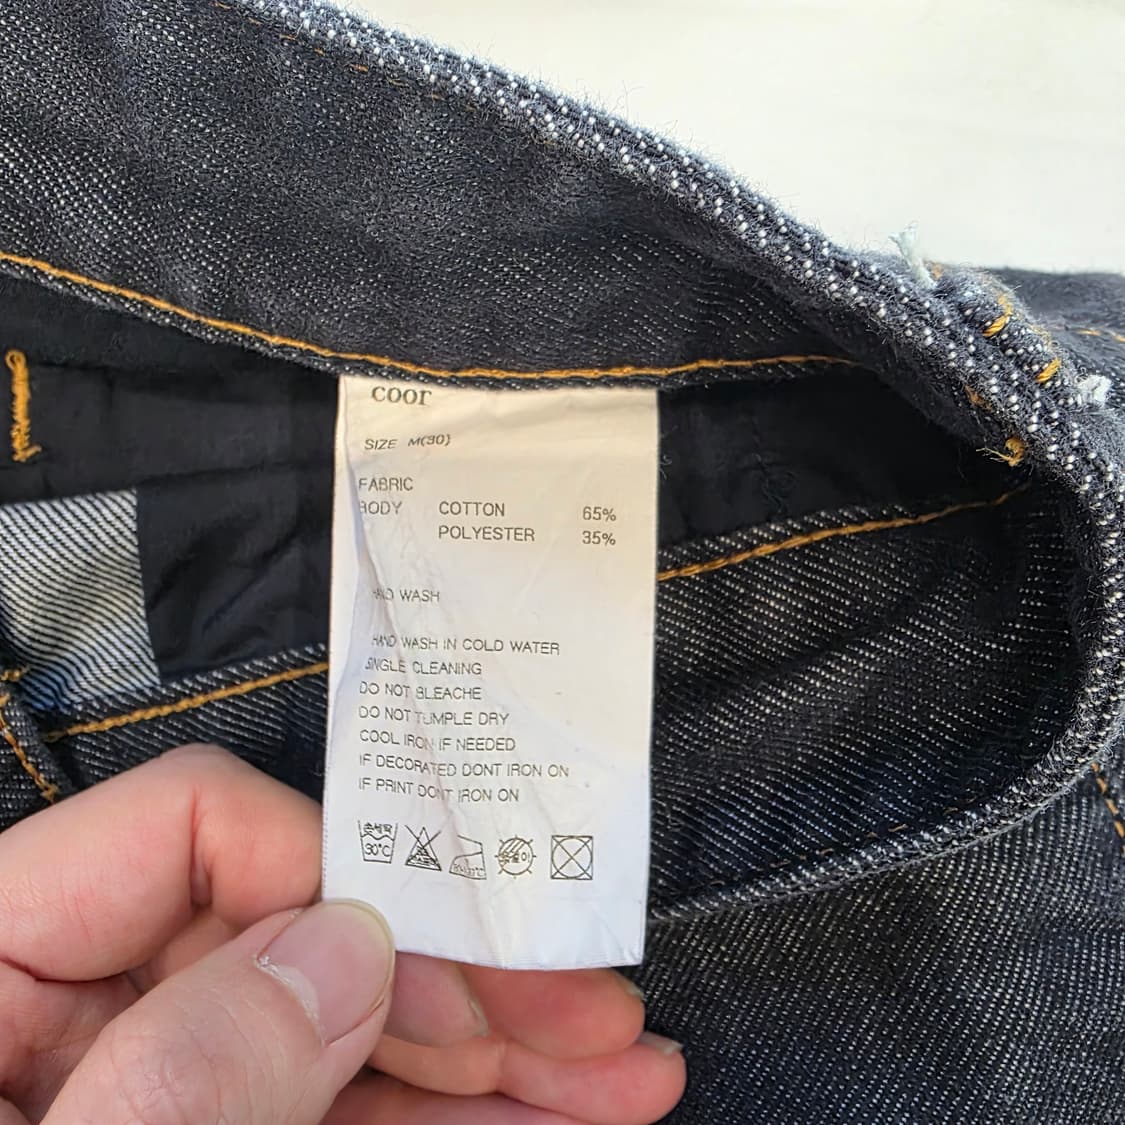 coor
SIZE M(30)
FABRIC
BODY COTTON 65%
POLYESTER 35%
HAND WASH
HAND WASH IN COLD WATER
SINGLE CLEANING
DO NOT BLEACHE
DO NOT TUMPLE DRY
COOL IRON IF NEEDED
IF DECORATED DONT IRON ON
IF PRINT DONT IRON ON
손세탁
30°C